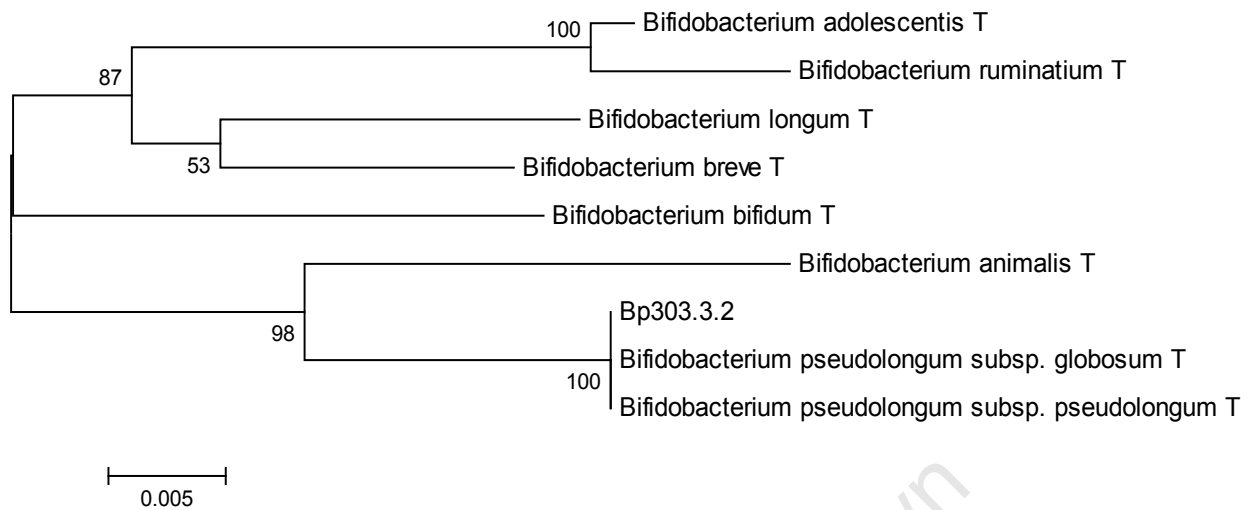 100
Bifidobacterium adolescentis T
87
Bifidobacterium ruminatium T
Bifidobacterium longum T
53
Bifidobacterium breve T
Bifidobacterium bifidum T
Bifidobacterium animalis T
98
Bp303.3.2
Bifidobacterium pseudolongum subsp. globosum T
100
Bifidobacterium pseudolongum subsp. pseudolongum T
0.005